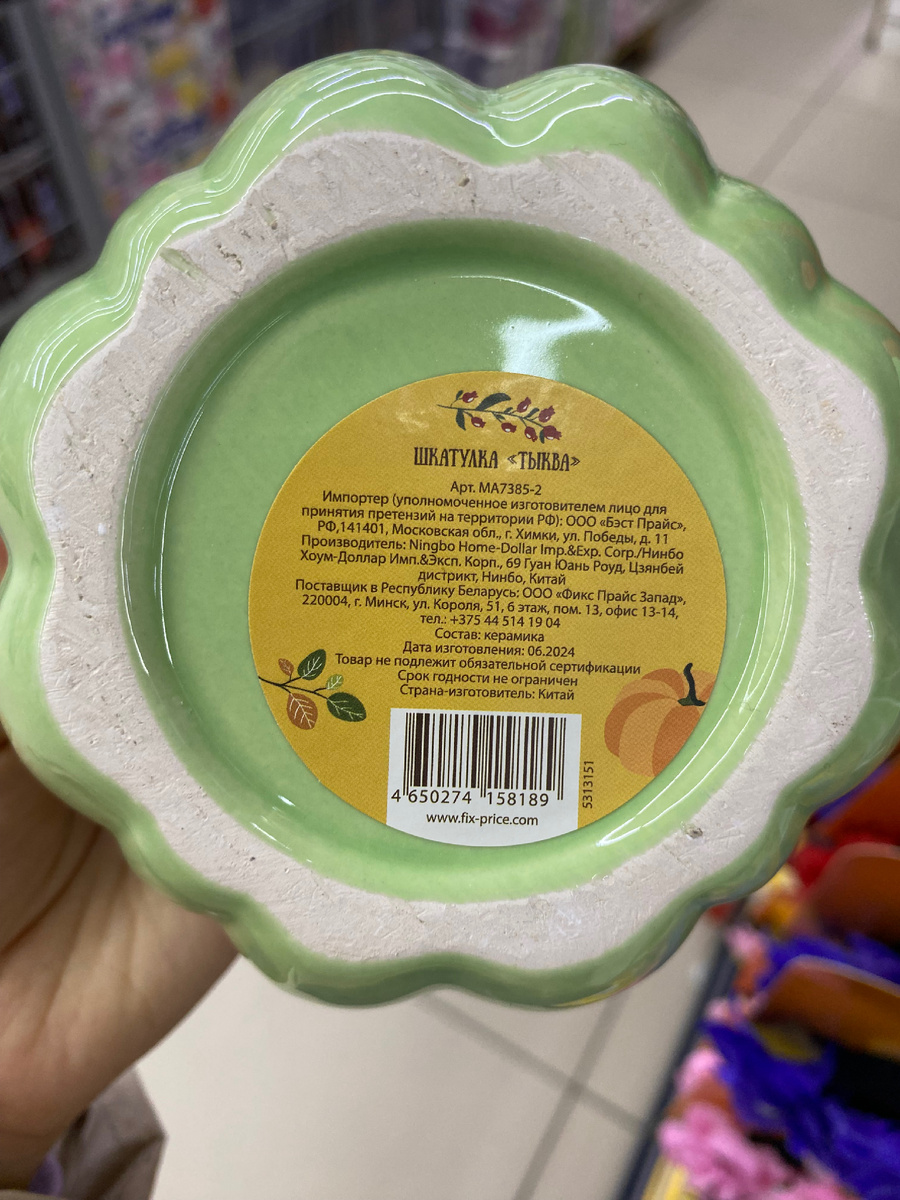 ШКАТУЛКА «ТЫКВА»
Арт. МА7385-2
Импортер (уполномоченное изготовителем лицо для
принятия претензий на территории РФ): ООО «Бэст Прайс»,
РФ,141401, Московская обл., г. Химки, ул. Победы, д. 11
Производитель: Ningbo Home-Dollar Imp.&Exp. Corp./Нинбо
Хоум-Доллар Имп.&Эксп. Корп., 69 Гуан Юань Роуд, Цзянбей
дистрикт, Нинбо, Китай
Поставщик в Республику Беларусь: ООО «Фикс Прайс Запад»,
220004, г. Минск, ул. Короля, 51, 6 этаж, пом. 13, офис 13-14,
тел.: +375 44 514 19 04
Состав: керамика
Дата изготовления: 06.2024
Товар не подлежит обязательной сертификации
Срок годности не ограничен
Страна-изготовитель: Китай
4 650274 158189
www.fix-price.com
5313151